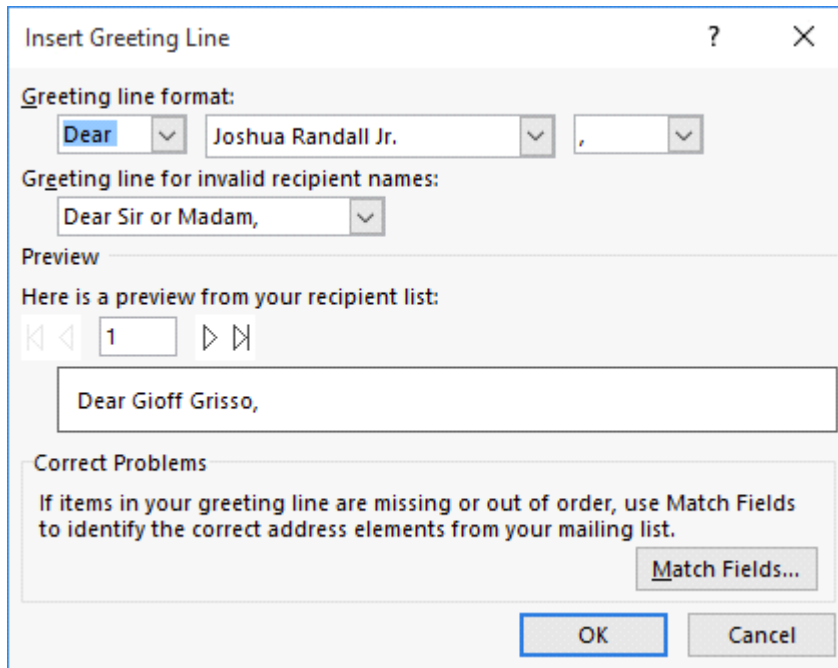 Insert Greeting Line ?
Greeting line format:
Dear Joshua Randall Jr. ,
Greeting line for invalid recipient names:
Dear Sir or Madam,
Preview
Here is a preview from your recipient list:
1
Dear Gioff Grisso,
Correct Problems
If items in your greeting line are missing or out of order, use Match Fields
to identify the correct address elements from your mailing list.
Match Fields...
OK Cancel